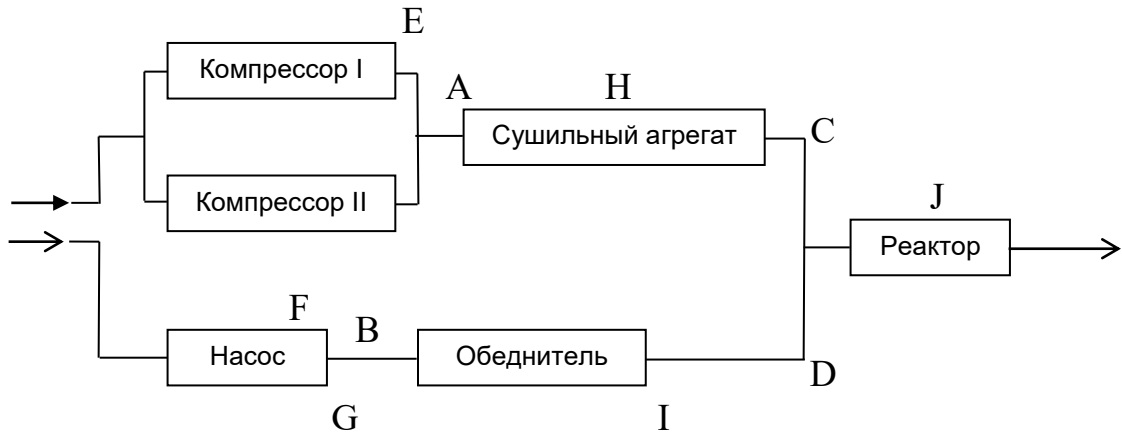 E
Компрессор I
A
H
Сушильный агрегат
C
Компрессор II
J
Реактор
F
B
Насос
Обеднитель
D
G
I